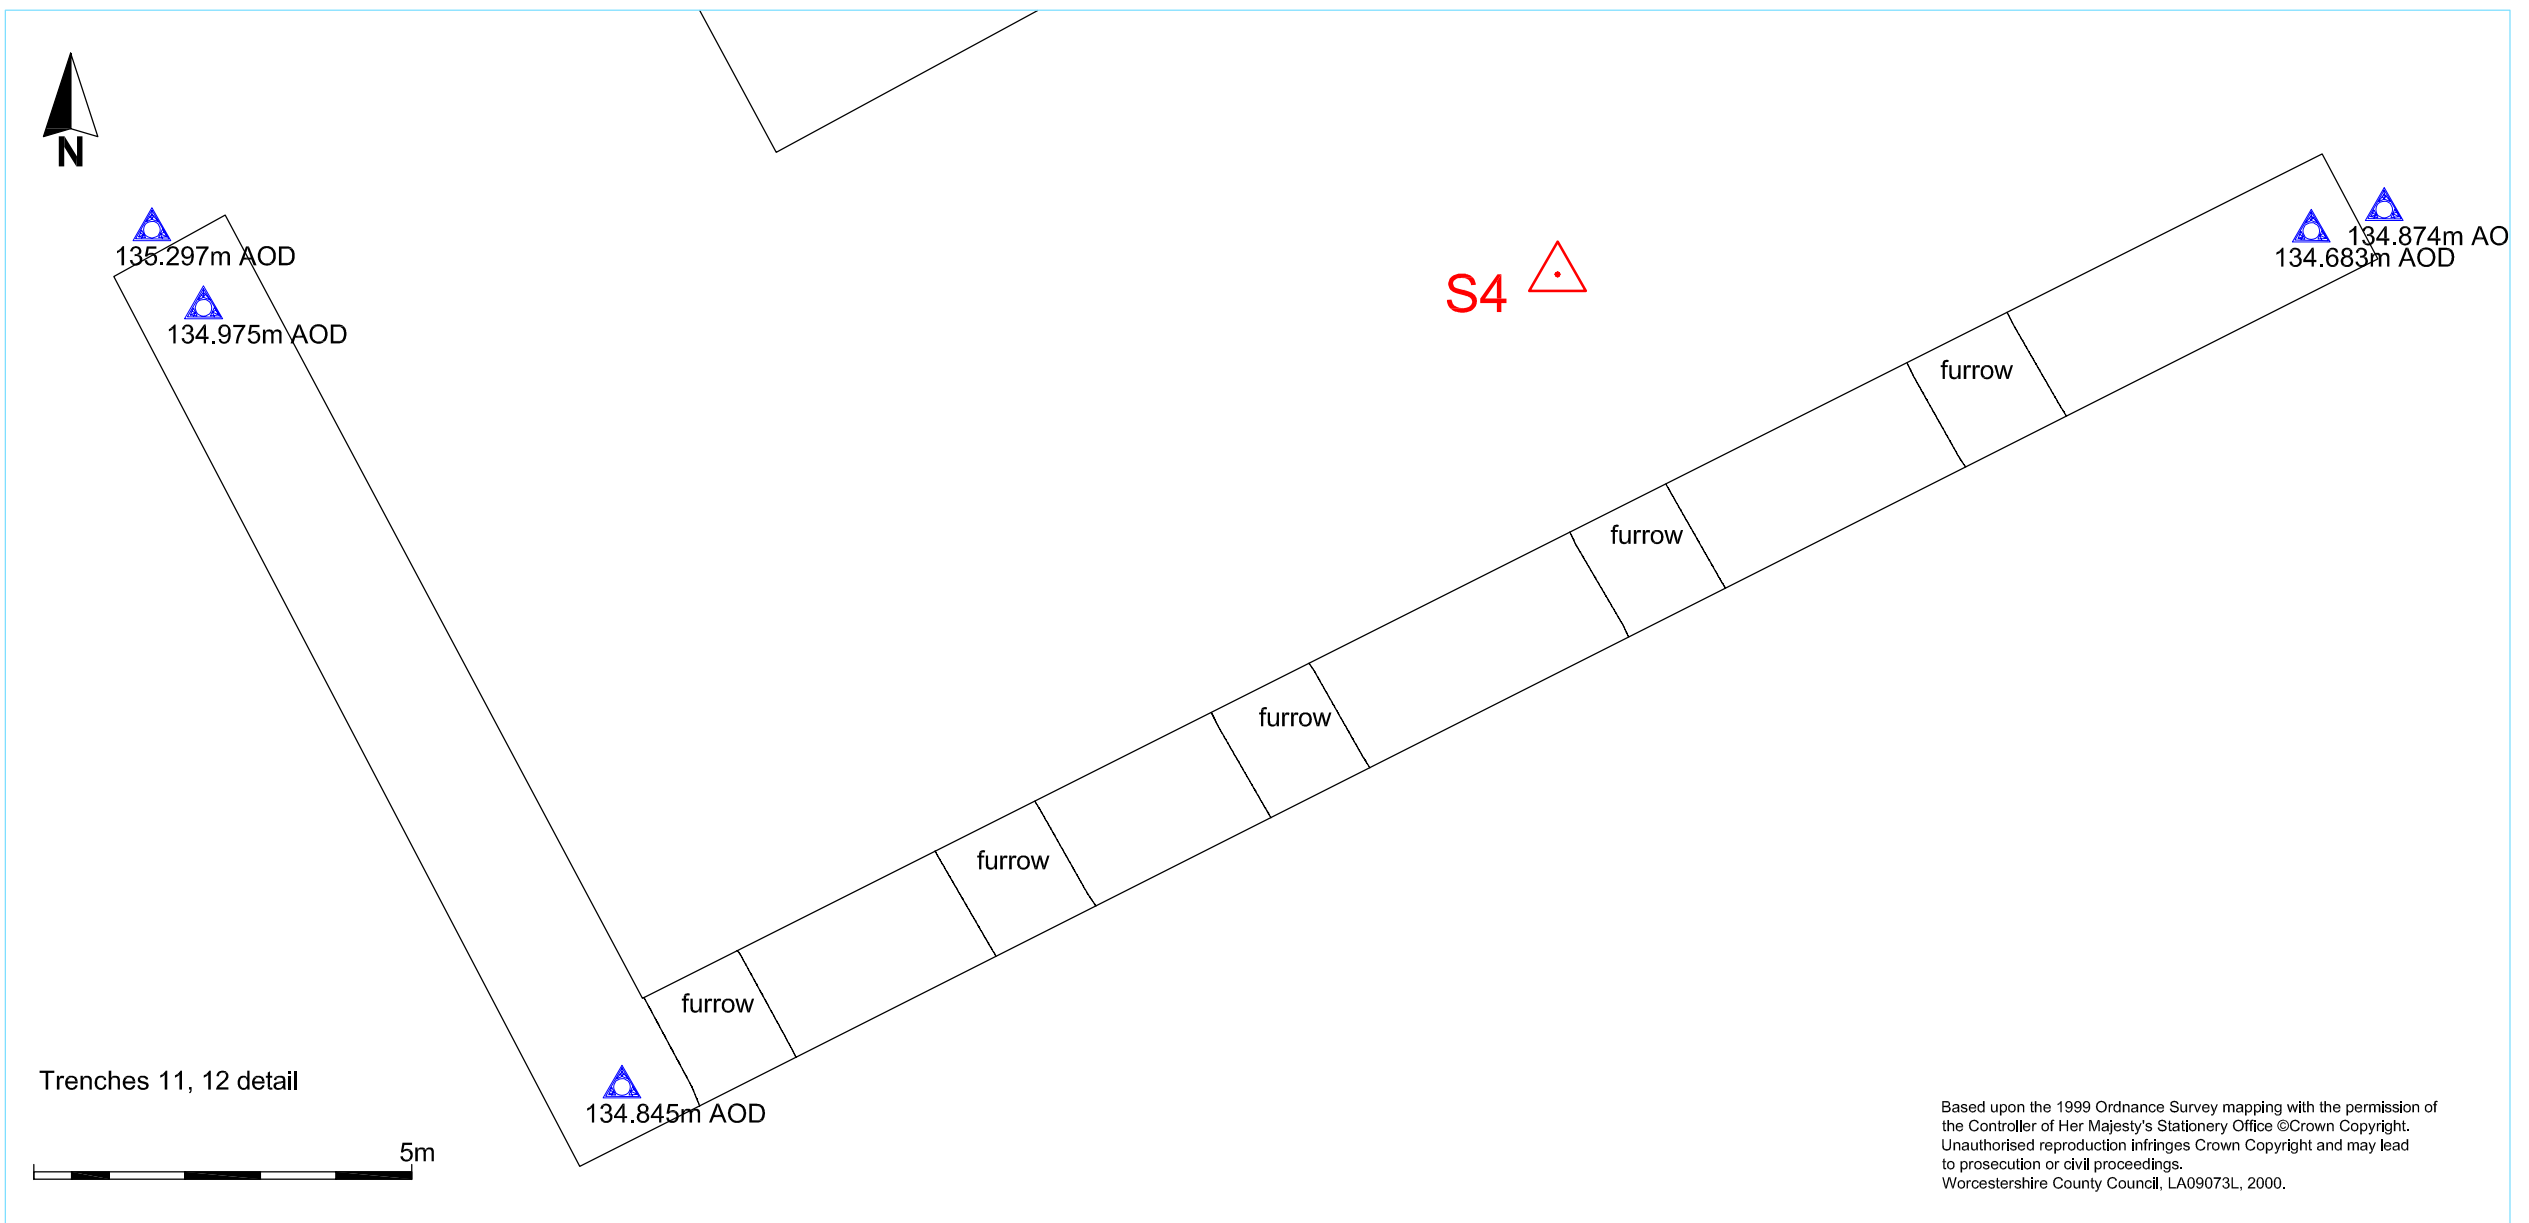 N
135.297m AOD
134.975m AOD
S4
134.874m AO
134.683m AOD
furrow
furrow
furrow
furrow
furrow
134.845m AOD
Trenches 11, 12 detail
5m
Based upon the 1999 Ordnance Survey mapping with the permission of
the Controller of Her Majesty's Stationery Office ©Crown Copyright.
Unauthorised reproduction infringes Crown Copyright and may lead
to prosecution or civil proceedings.
Worcestershire County Council, LA09073L, 2000.